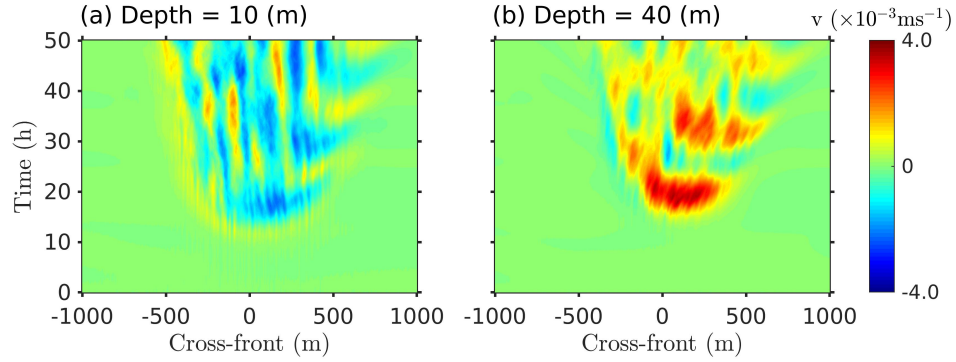 (a) Depth = 10 (m)
(b) Depth = 40 (m)
v (×10⁻³ms⁻¹)
50
40
30
20
10
0
Time (h)
-1000 -500 0 500 1000
Cross-front (m)
-1000 -500 0 500 1000
Cross-front (m)
4.0
0
-4.0